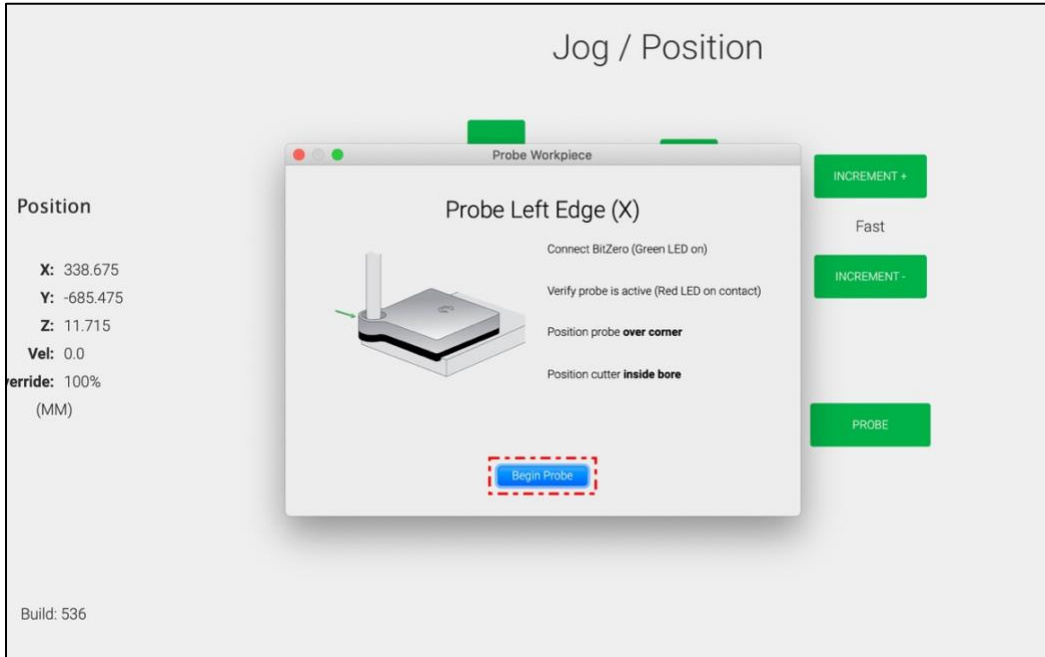 Jog / Position
Probe Workpiece
Probe Left Edge (X)
Connect BitZero (Green LED on)
Verify probe is active (Red LED on contact)
Position probe over corner
Position cutter inside bore
Begin Probe
Position
X: 338.675
Y: -685.475
Z: 11.715
Vel: 0.0
verride: 100%
(MM)
INCREMENT +
Fast
INCREMENT -
PROBE
Build: 536